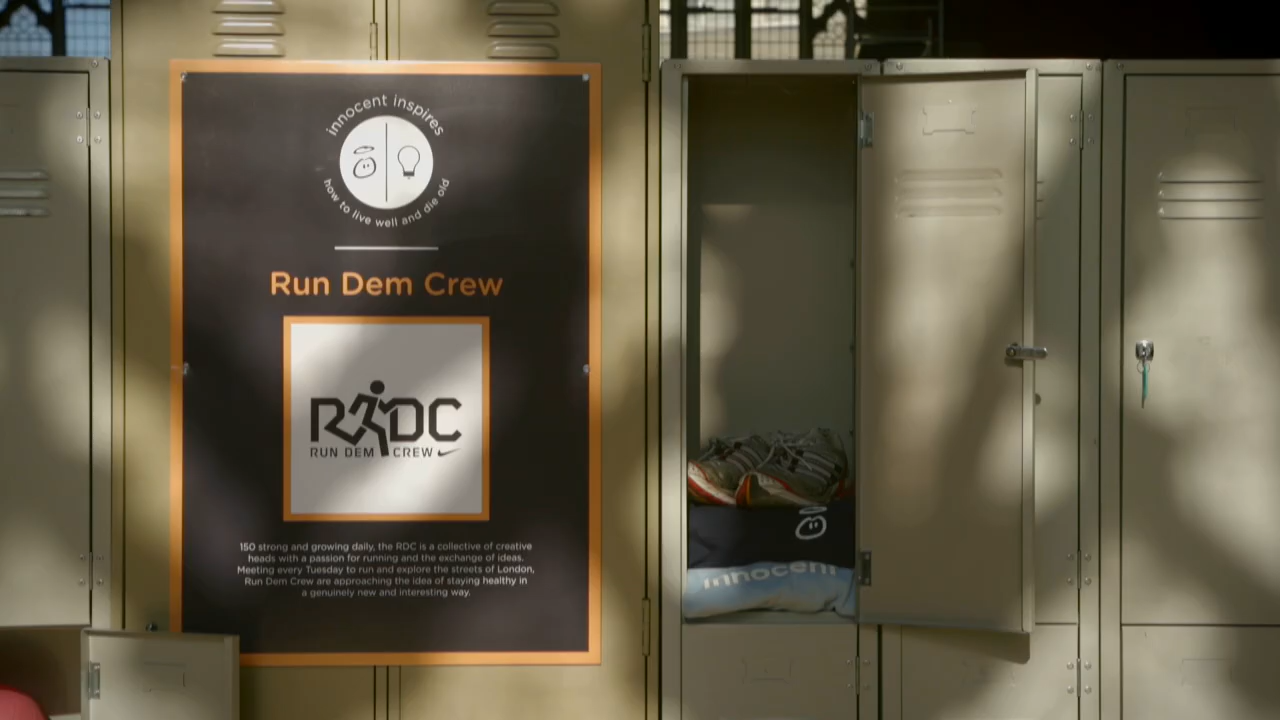 innocent inspires
how to live well and die old
Run Dem Crew
RDC
RUN DEM CREW
150 strong and growing daily, the RDC is a collective of creative
heads with a passion for running and the exchange of ideas.
Meeting every Tuesday to run and explore the streets of London,
Run Dem Crew are approaching the idea of staying healthy in
a genuinely new and interesting way.
innocent